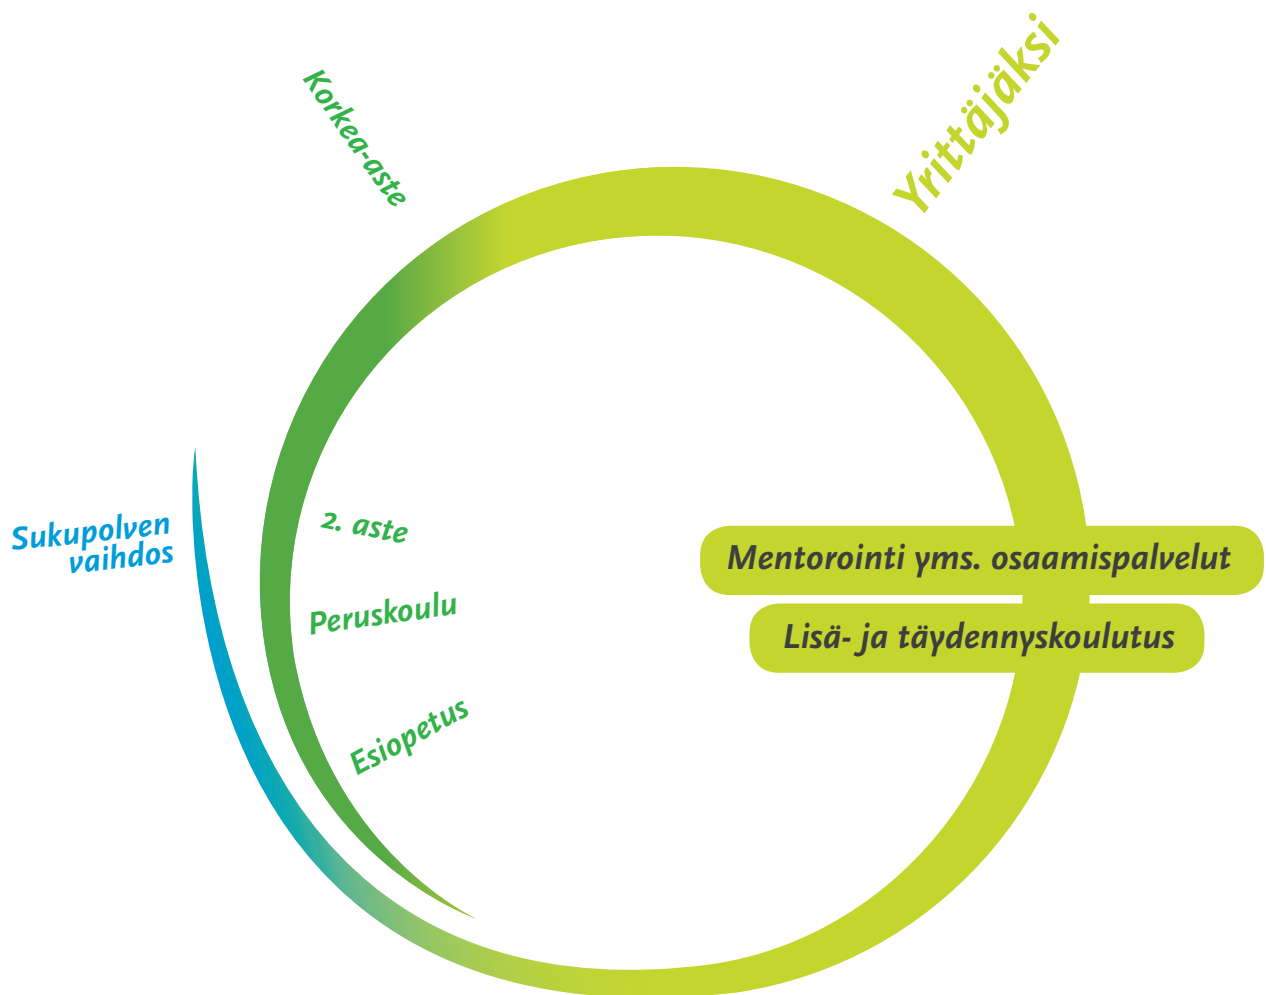 Korkea-aste
Yrittäjäksi
Sukupolven
vaihdos
2. aste
Peruskoulu
Esiopetus
Mentorointi yms. osaamispalvelut
Lisä- ja täydennyskoulutus